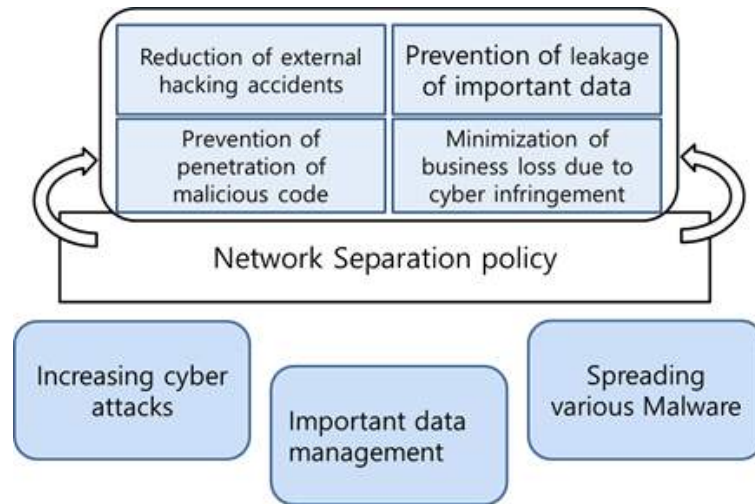 Reduction of external
hacking accidents
Prevention of leakage
of important data
Prevention of
penetration of
malicious code
Minimization of
business loss due to
cyber infringement
Network Separation policy
Increasing cyber
attacks
Important data
management
Spreading
various Malware